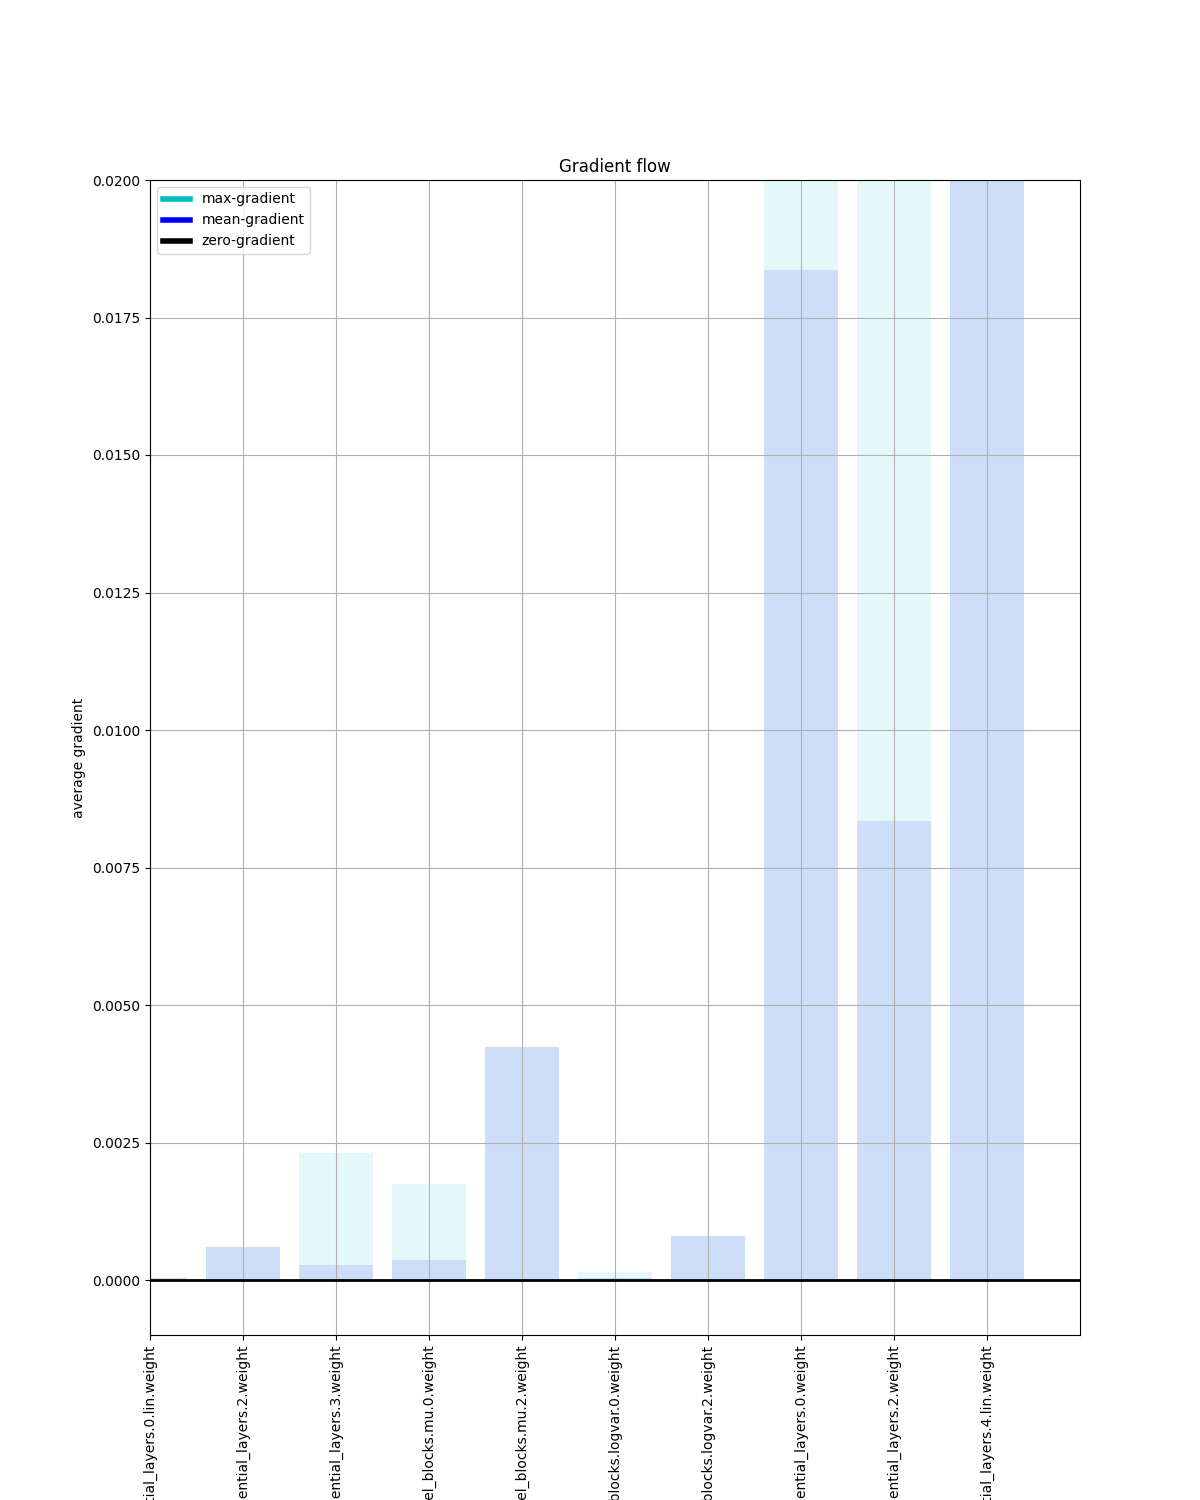 Gradient flow
max-gradient
mean-gradient
zero-gradient
0.0200
0.0175
0.0150
0.0125
0.0100
0.0075
0.0050
0.0025
0.0000
average gradient
tial_layers.0.lin.weight
ential_layers.2.weight
ential_layers.3.weight
el_blocks.mu.0.weight
el_blocks.mu.2.weight
blocks.logvar.0.weight
blocks.logvar.2.weight
ential_layers.0.weight
ential_layers.2.weight
tial_layers.4.lin.weight